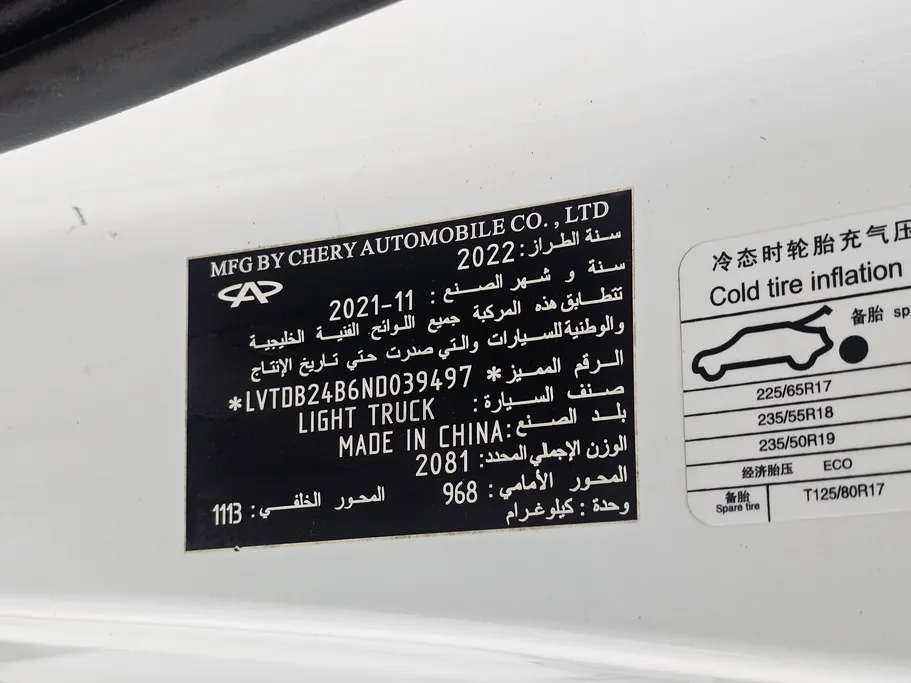 MFG BY CHERY AUTOMOBILE CO., LTD
سنة الطراز: 2022
سنة و شهر الصنع : 2021-11
تتطابق هذه المركبة جميع اللوائح الفنية الخليجية
والوطنية للسيارات والتي صدرت حتي تاريخ الإنتاج
الرقم المميز: *LVTDB24B6ND039497*
صنف السيارة: LIGHT TRUCK
بلد الصنع: MADE IN CHINA
الوزن الإجمالي المحدد: 2081
المحور الأمامي: 968 المحور الخلفي: 1113
وحدة : كيلوغرام
冷态时轮胎充气压
Cold tire inflation
备胎 sp
225/65R17
235/55R18
235/50R19
经济胎压 ECO
备胎
Spare tire
T125/80R17